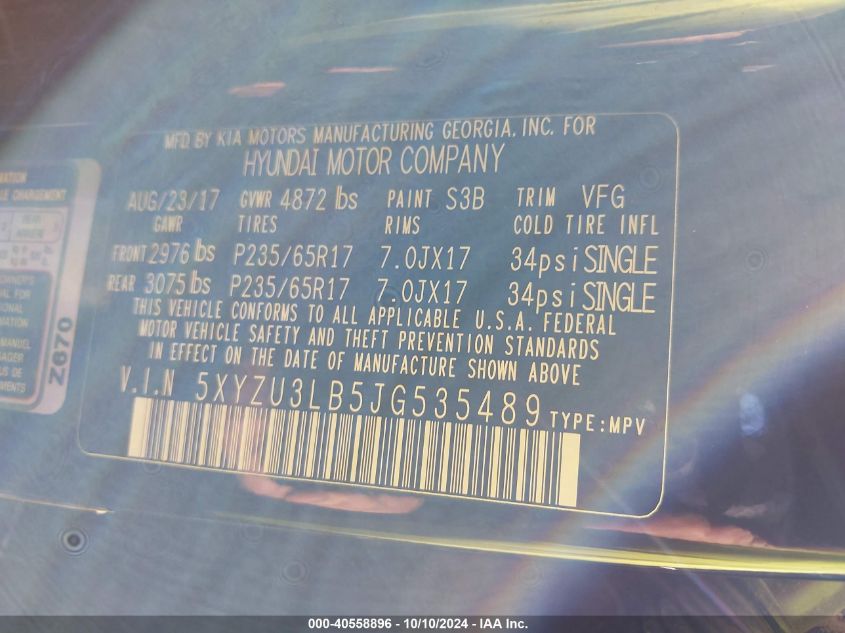 MFD BY KIA MOTORS MANUFACTURING GEORGIA, INC. FOR
HYUNDAI MOTOR COMPANY
AUG/23/17 GVWR 4872 lbs PAINT S3B TRIM VFG
GAWR TIRES RIMS COLD TIRE INFL
FRONT 2976 lbs P235/65R17 7.0JX17 34psi SINGLE
REAR 3075 lbs P235/65R17 7.0JX17 34psi SINGLE
THIS VEHICLE CONFORMS TO ALL APPLICABLE U.S.A. FEDERAL
MOTOR VEHICLE SAFETY AND THEFT PREVENTION STANDARDS
IN EFFECT ON THE DATE OF MANUFACTURE SHOWN ABOVE
V.I.N 5XYZU3LB5JG535489 TYPE:MPV
MATION
CHARGEMENT
MANUEL
Z670
000-40558896 - 10/10/2024 - IAA Inc.